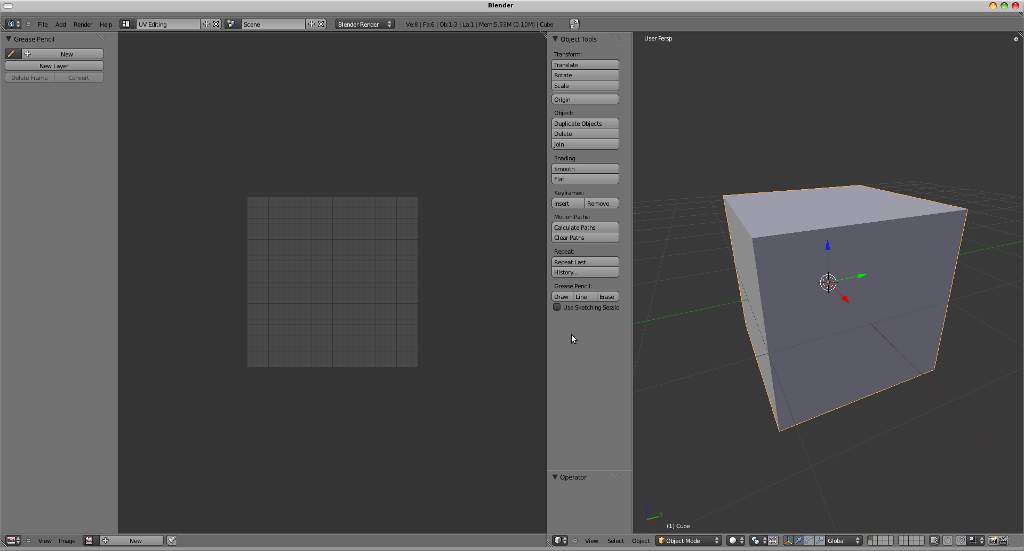 Blender
File Add Render Help UV Editing Scene Blender Render Ve:8 | Fa:6 | Ob:1-3 | La:1 | Mem:5.53M (0.10M) | Cube
Grease Pencil
New
New Layer
Delete Frame Convert
Object Tools
Transform:
Translate
Rotate
Scale
Origin
Object:
Duplicate Objects
Delete
Join
Shading:
Smooth
Flat
Keyframes:
Insert Remove
Motion Paths:
Calculate Paths
Clear Paths
Repeat:
Repeat Last
History...
Grease Pencil:
Draw Line Erase
Use Sketching Sessio
Operator
User Persp
(1) Cube
View Image New
View Select Object Object Mode Global